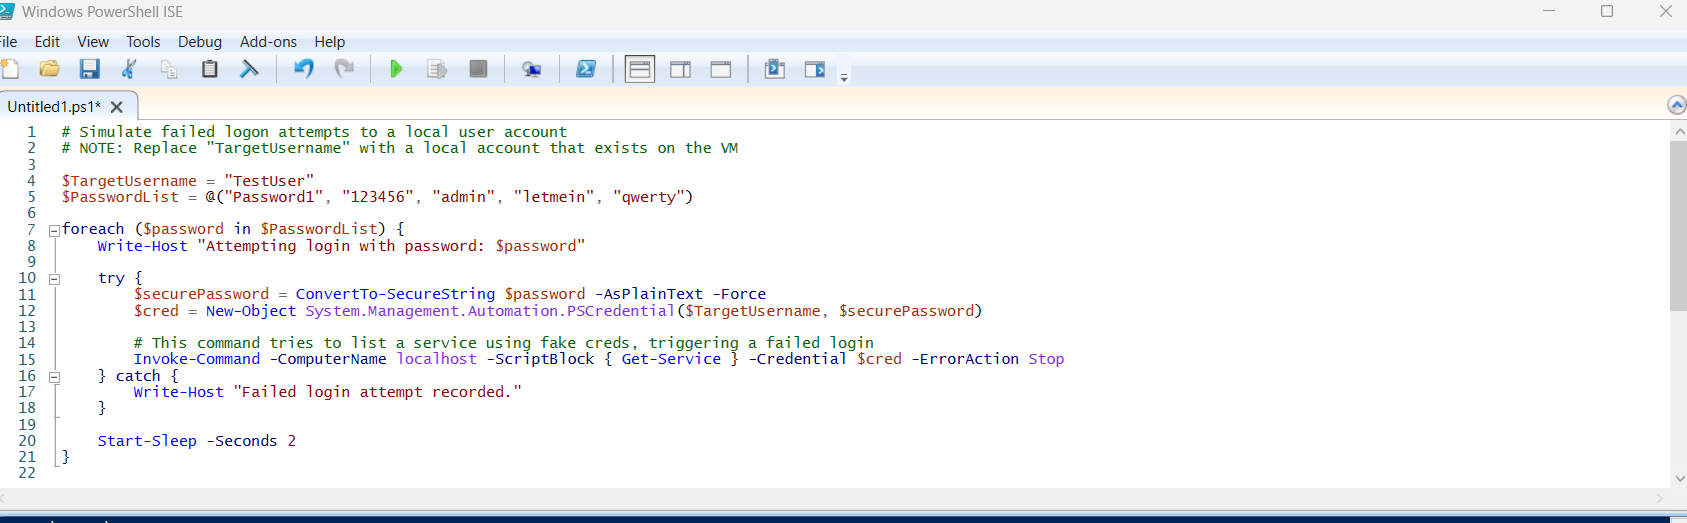 Windows PowerShell ISE
ile Edit View Tools Debug Add-ons Help
Untitled1.ps1*
1 # Simulate failed logon attempts to a local user account
2 # NOTE: Replace "TargetUsername" with a local account that exists on the VM
3
4 $TargetUsername = "TestUser"
5 $PasswordList = @("Password1", "123456", "admin", "letmein", "qwerty")
6
7 foreach ($password in $PasswordList) {
8     Write-Host "Attempting login with password: $password"
9
10     try {
11         $securePassword = ConvertTo-SecureString $password -AsPlainText -Force
12         $cred = New-Object System.Management.Automation.PSCredential($TargetUsername, $securePassword)
13
14         # This command tries to list a service using fake creds, triggering a failed login
15         Invoke-Command -ComputerName localhost -ScriptBlock { Get-Service } -Credential $cred -ErrorAction Stop
16     } catch {
17         Write-Host "Failed login attempt recorded."
18     }
19
20     Start-Sleep -Seconds 2
21 }
22